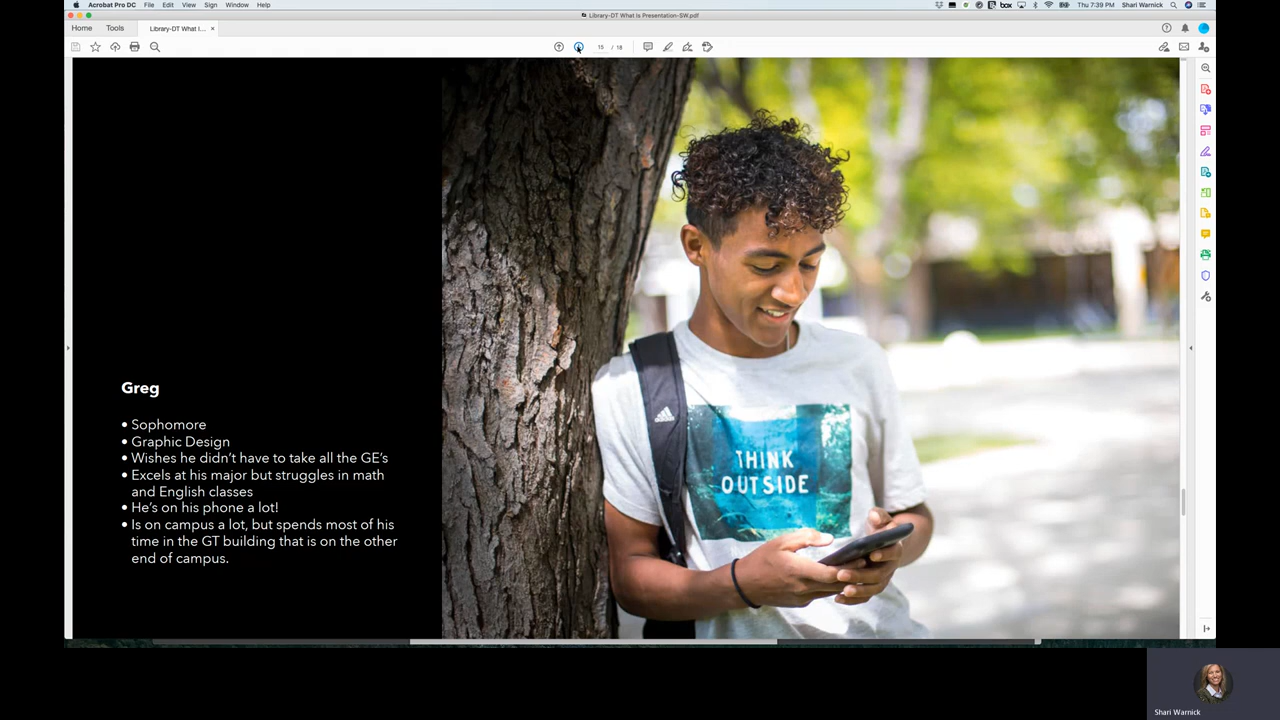 Acrobat Pro DC File Edit View Sign Window Help
box Thu 7:39 PM Shari Warnick
Library-DT What is Presentation-SW.pdf
Home Tools Library-DT What I... ×
15 / 18
Greg
• Sophomore
• Graphic Design
• Wishes he didn't have to take all the GE's
• Excels at his major but struggles in math
and English classes
• He's on his phone a lot!
• Is on campus a lot, but spends most of his
time in the GT building that is on the other
end of campus.
THINK
OUTSIDE
Shari Warnick